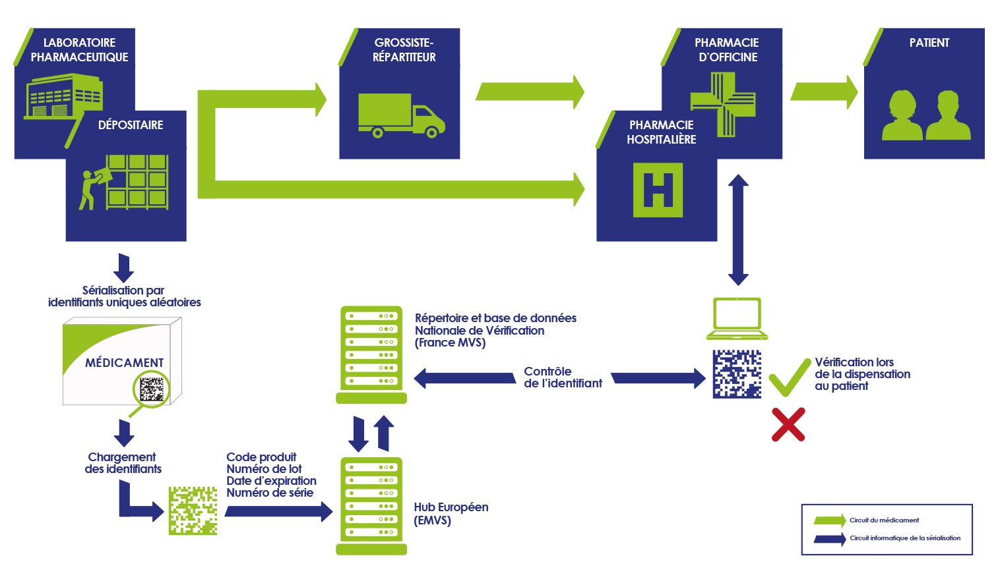 LABORATOIRE
PHARMACEUTIQUE
DÉPOSITAIRE
GROSSISTE-
RÉPARTITEUR
PHARMACIE
D'OFFICINE
PHARMACIE
HOSPITALIÈRE
H
PATIENT
Sérialisation par
identifiants uniques aléatoires
MÉDICAMENT
Chargement
des identifiants
Code produit
Numéro de lot
Date d'expiration
Numéro de série
Répertoire et base de données
Nationale de Vérification
(France MVS)
Hub Européen
(EMVS)
Contrôle
de l'identifiant
Vérification lors
de la dispensation
au patient
Circuit du médicament
Circuit informatique de la sérialisation